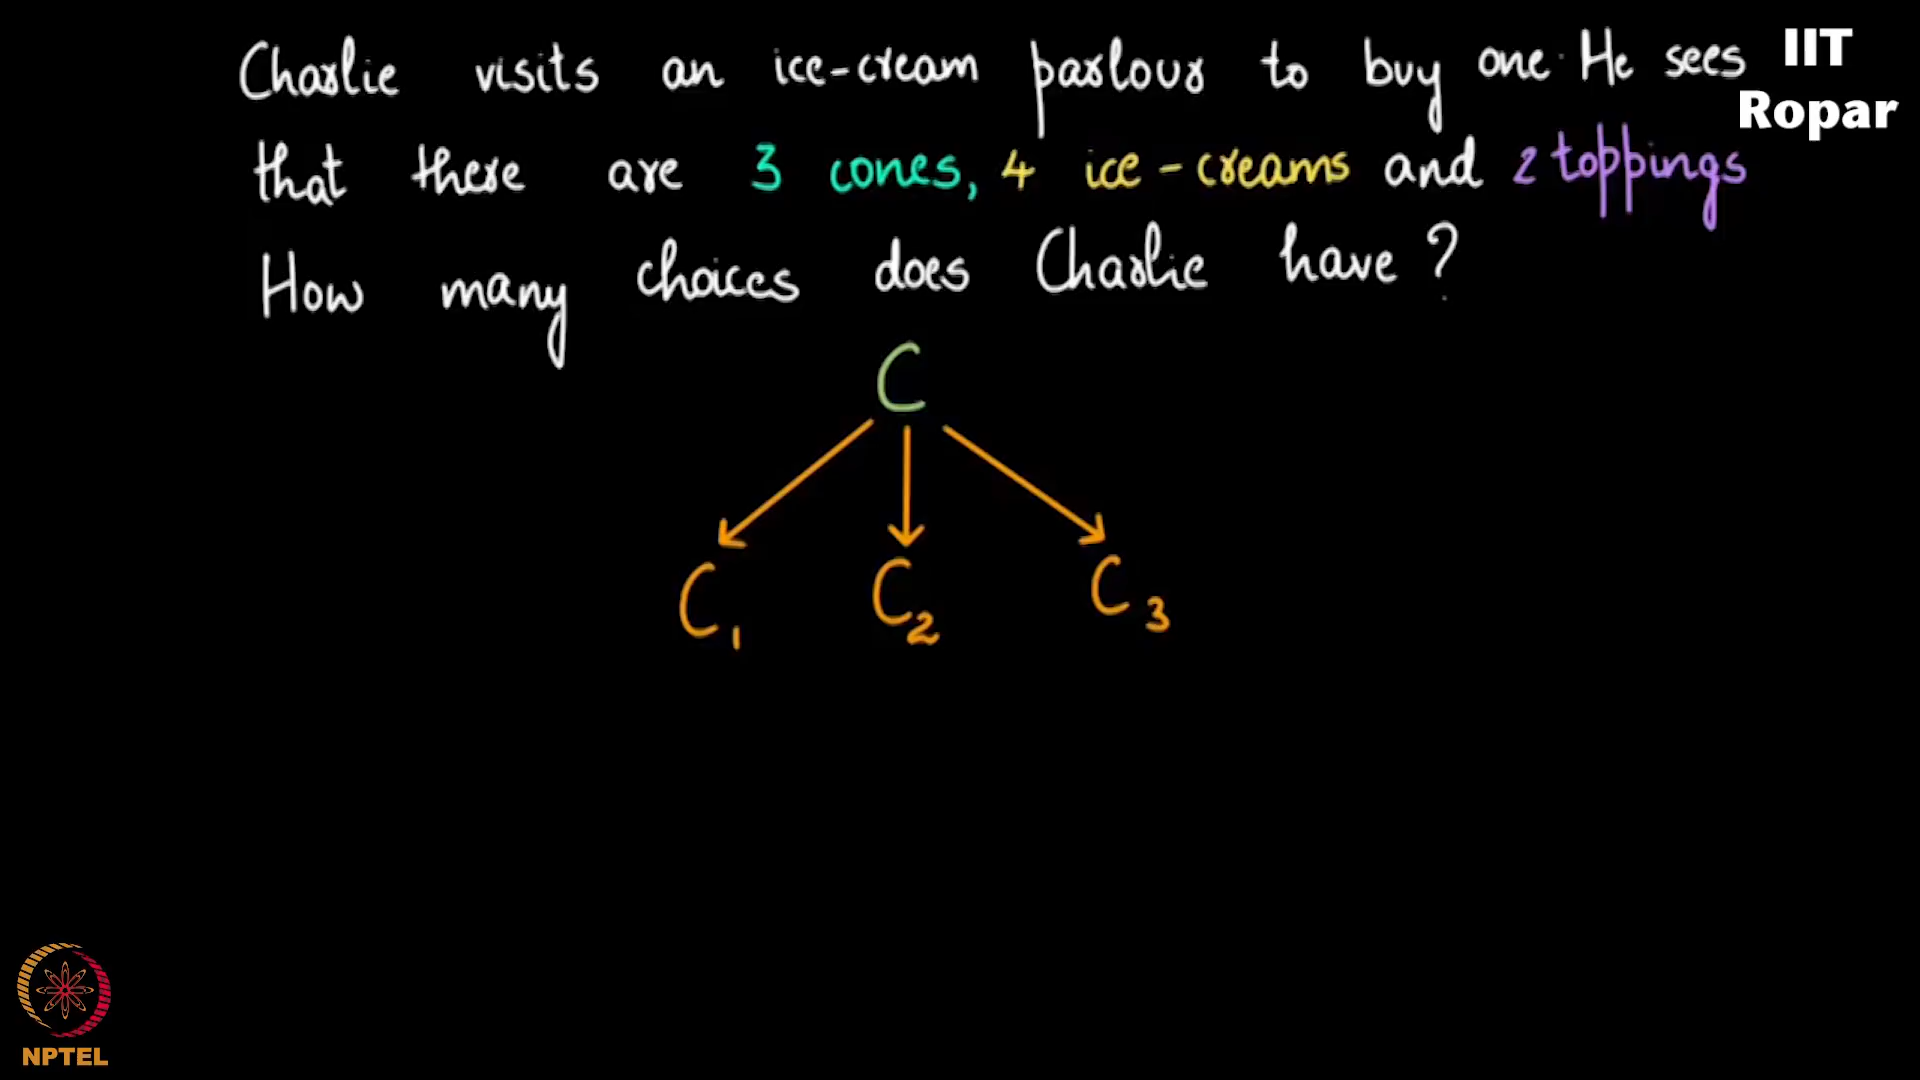 Charlie visits an ice-cream parlour to buy one. He sees
that there are 3 cones, 4 ice-creams and 2 toppings
How many choices does Charlie have?
IIT
Ropar
C
C1 C2 C3
NPTEL